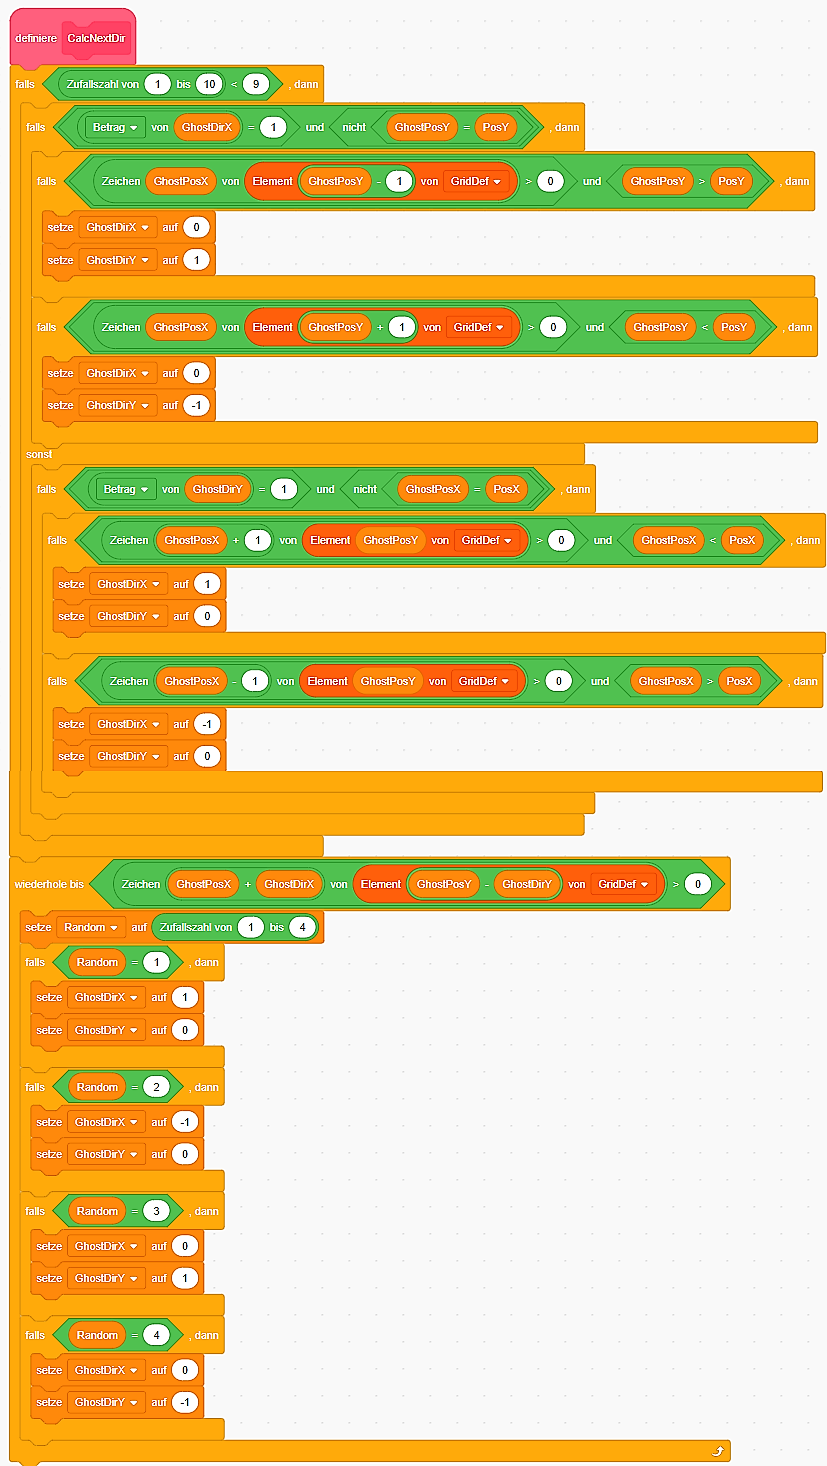 definiere CalcNextDir
falls Zufallszahl von 1 bis 10 < 9 , dann
falls Betrag von GhostDirX = 1 und nicht GhostPosY = PosY , dann
falls Zeichen GhostPosX von Element GhostPosY - 1 von GridDef > 0 und GhostPosY > PosY , dann
setze GhostDirX auf 0
setze GhostDirY auf 1
falls Zeichen GhostPosX von Element GhostPosY + 1 von GridDef > 0 und GhostPosY < PosY , dann
setze GhostDirX auf 0
setze GhostDirY auf -1
sonst
falls Betrag von GhostDirY = 1 und nicht GhostPosX = PosX , dann
falls Zeichen GhostPosX + 1 von Element GhostPosY von GridDef > 0 und GhostPosX < PosX , dann
setze GhostDirX auf 1
setze GhostDirY auf 0
falls Zeichen GhostPosX - 1 von Element GhostPosY von GridDef > 0 und GhostPosX > PosX , dann
setze GhostDirX auf -1
setze GhostDirY auf 0
wiederhole bis Zeichen GhostPosX + GhostDirX von Element GhostPosY - GhostDirY von GridDef > 0
setze Random auf Zufallszahl von 1 bis 4
falls Random = 1 , dann
setze GhostDirX auf 1
setze GhostDirY auf 0
falls Random = 2 , dann
setze GhostDirX auf -1
setze GhostDirY auf 0
falls Random = 3 , dann
setze GhostDirX auf 0
setze GhostDirY auf 1
falls Random = 4 , dann
setze GhostDirX auf 0
setze GhostDirY auf -1